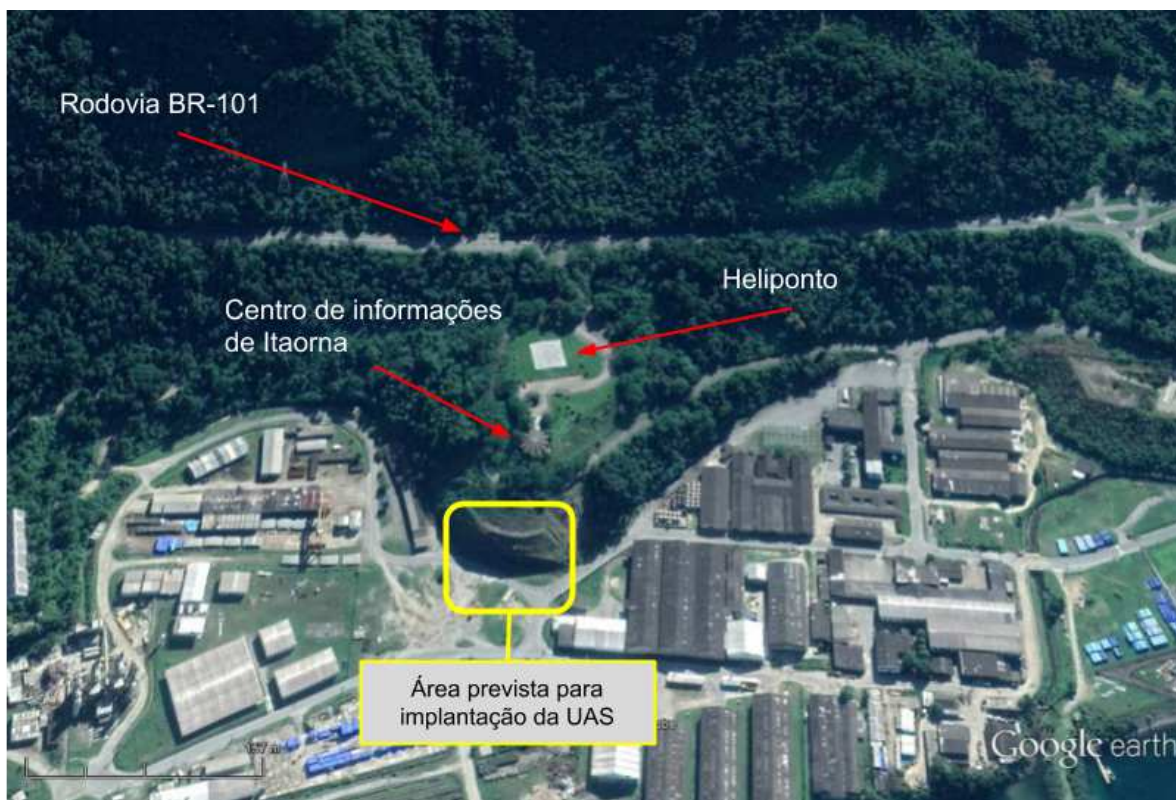 Rodovia BR-101
Heliponto
Centro de informações
de Itaorna
Área prevista para
implantação da UAS
Google earth